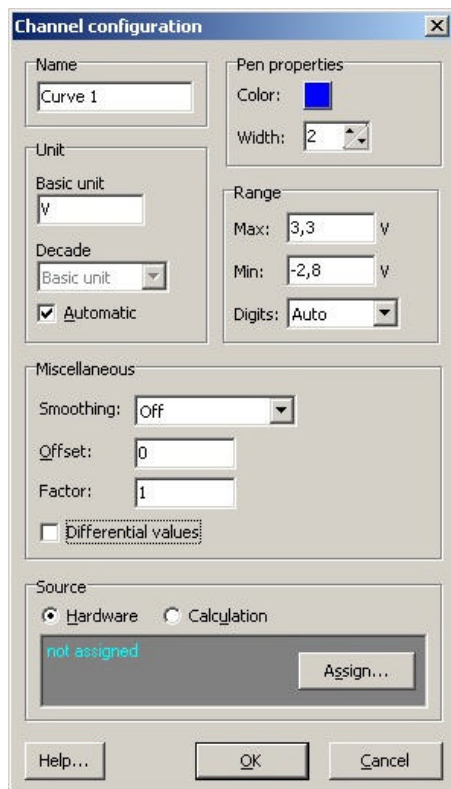 Channel configuration
Name
Curve 1
Pen properties
Color:
Width: 2
Unit
Basic unit
V
Decade
Basic unit
Automatic
Range
Max: 3,3 V
Min: -2,8 V
Digits: Auto
Miscellaneous
Smoothing: Off
Offset: 0
Factor: 1
Differential values
Source
Hardware Calculation
not assigned
Assign...
Help... OK Cancel